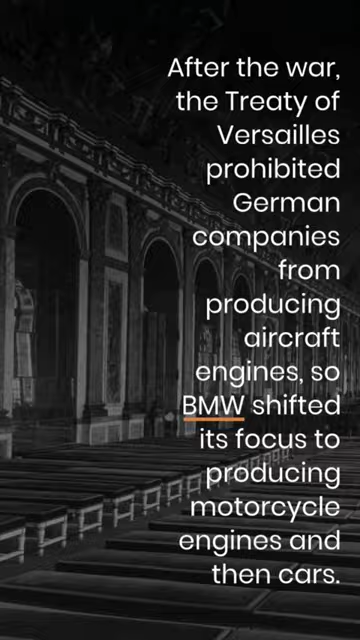 After the war,
the Treaty of
Versailles
prohibited
German
companies
from
producing
aircraft
engines, so
BMW shifted
its focus to
producing
motorcycle
engines and
then cars.